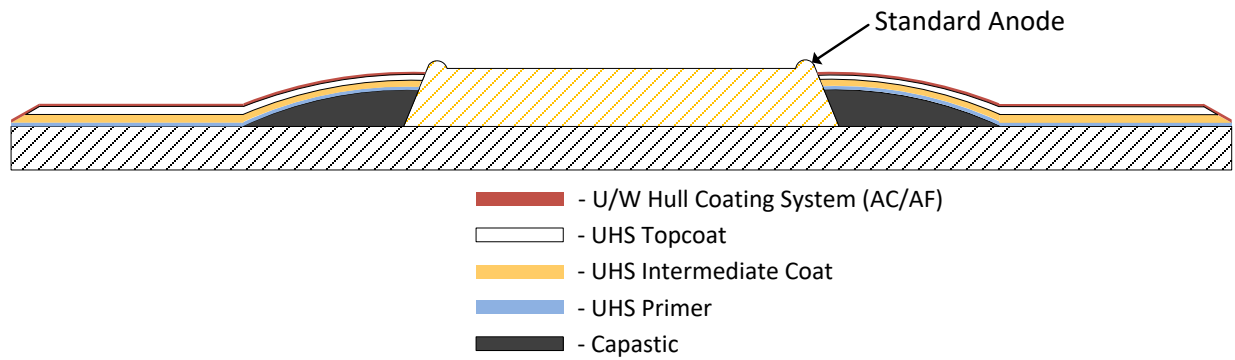 Standard Anode
- U/W Hull Coating System (AC/AF)
- UHS Topcoat
- UHS Intermediate Coat
- UHS Primer
- Capastic